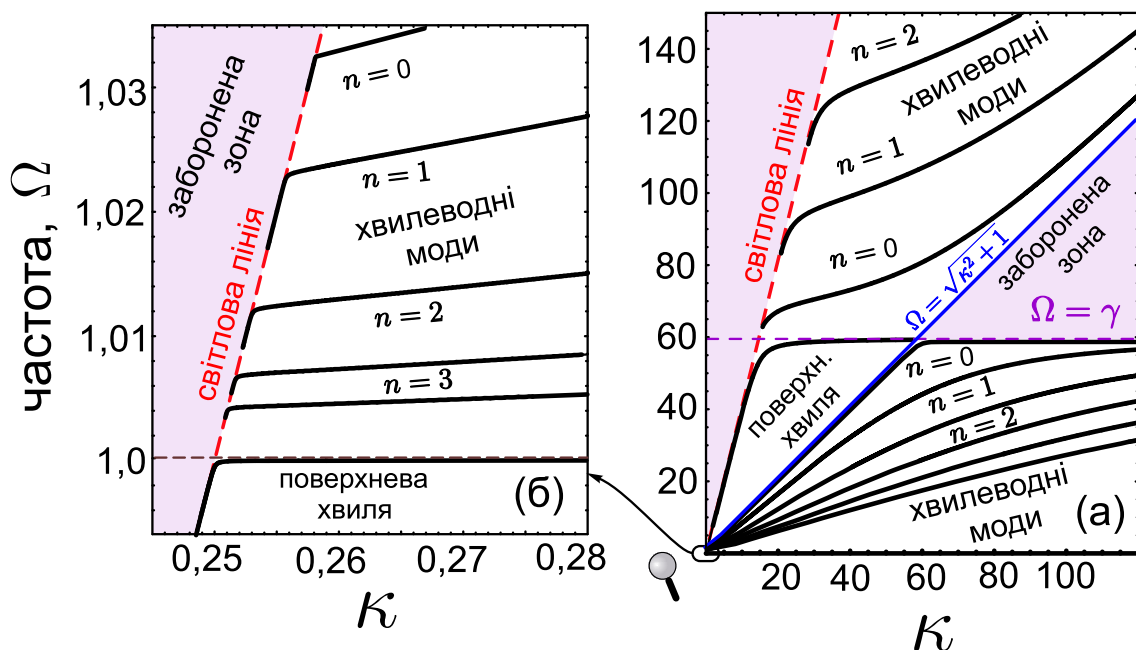 частота, Ω
1,03
1,02
1,01
1,0
заборонена
зона
світлова лінія
n = 0
n = 1
хвилеводні
моди
n = 2
n = 3
поверхнева
хвиля
(б)
0,25
0,26
0,27
0,28
κ
140
120
100
80
60
40
20
світлова лінія
n = 2
хвилеводні
моди
n = 1
n = 0
Ω = √κ² + 1
заборонена
зона
Ω = γ
поверхн.
хвиля
n = 0
n = 1
n = 2
хвилеводні
моди
(а)
20
40
60
80
100
κ